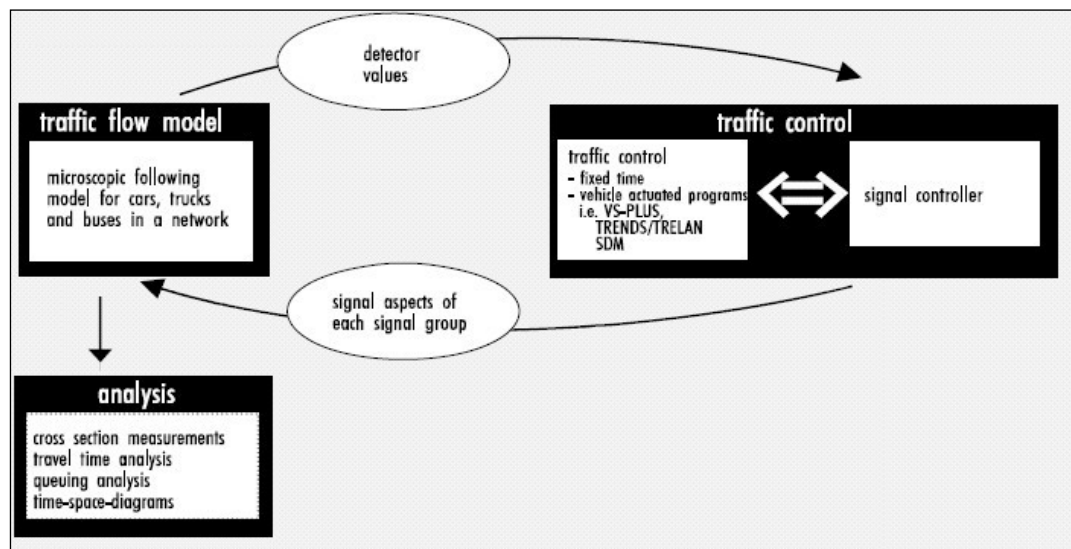 detector
values
traffic flow model
microscopic following
model for cars, trucks
and buses in a network
traffic control
traffic control
- fixed time
- vehicle actuated programs
i.e. VS-PLUS,
TRENDS/TRELAN
SDM
signal controller
signal aspects of
each signal group
analysis
cross section measurements
travel time analysis
queuing analysis
time-space-diagrams